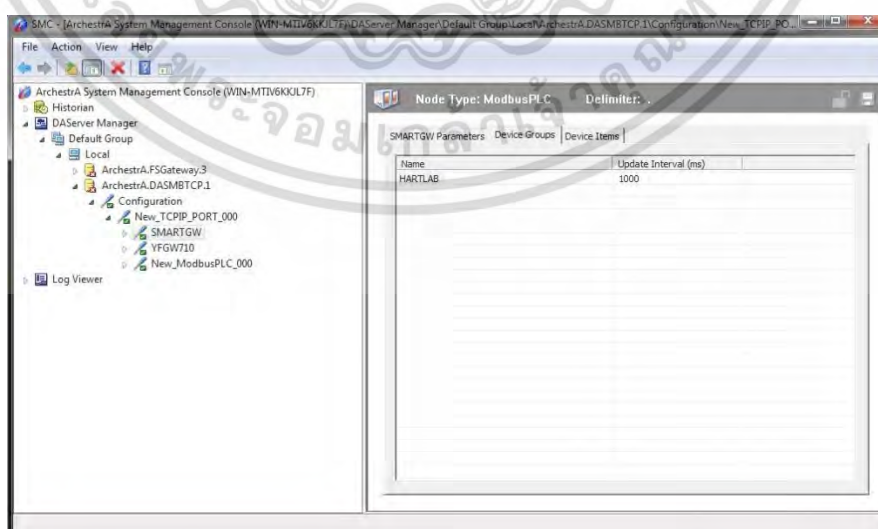 SMC - [ArchestrA System Management Console (WIN-MTIV6KKJL7F)\DAServer Manager\Default Group\Local\ArchestrA.DASMBTCP.1\Configuration\New_TCPIP_PO...
File Action View Help
ArchestrA System Management Console (WIN-MTIV6KKJL7F)
Historian
DAServer Manager
Default Group
Local
ArchestrA.FSGateway.3
ArchestrA.DASMBTCP.1
Configuration
New_TCPIP_PORT_000
SMARTGW
YFGW710
New_ModbusPLC_000
Log Viewer
Node Type: ModbusPLC Delimiter: .
SMARTGW Parameters Device Groups Device Items
Name Update Interval (ms)
HARTLAB 1000